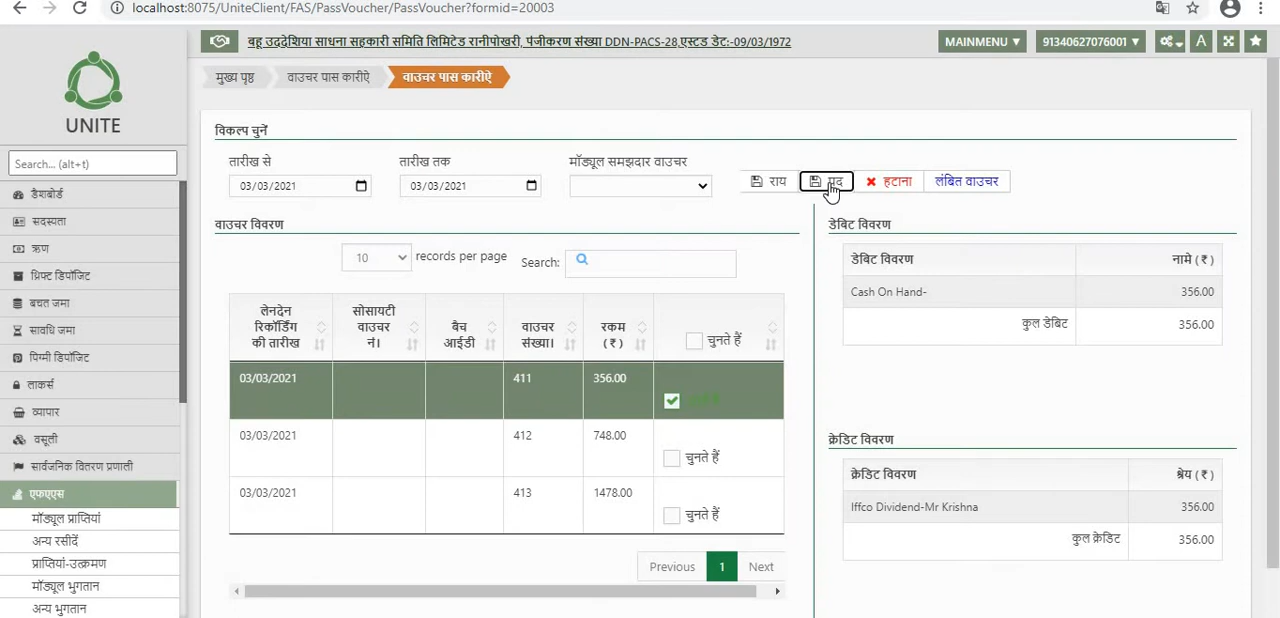 localhost:8075/UniteClient/FAS/PassVoucher/PassVoucher?formid=20003
बहू उद्देशिया साधना सहकारी समिति लिमिटेड रानीपोखरी, पंजीकरण संख्या DDN-PACS-28,एस्टड डेट:-09/03/1972
MAINMENU
91340627076001
A
UNITE
मुख्य पृष्ठ
वाउचर पास कारीऐ
वाउचर पास कारीऐ
Search... (alt+t)
डैशबोर्ड
सदस्यता
ऋण
थ्रिफ्ट डिपॉजिट
बचत जमा
सावधि जमा
पिग्मी डिपॉजिट
लाकर्स
व्यापार
वसूली
सार्वजनिक वितरण प्रणाली
एफएएस
मॉड्यूल प्राप्तियां
अन्य रसीदें
प्राप्तियां-उत्क्रमण
मॉड्यूल भुगतान
अन्य भुगतान
विकल्प चुनें
तारीख से
तारीख तक
मॉड्यूल समझदार वाउचर
03/03/2021
03/03/2021
राय
हटाना
लंबित वाउचर
वाउचर विवरण
10 records per page
Search:
लेनदेन रिकॉर्डिंग की तारीख
सोसायटी वाउचर नं।
बैच आईडी
वाउचर संख्या।
रकम (₹)
चुनते हैं
03/03/2021 411 356.00
03/03/2021 412 748.00 चुनते हैं
03/03/2021 413 1478.00 चुनते हैं
Previous 1 Next
डेबिट विवरण
डेबिट विवरण नामे (₹)
Cash On Hand- 356.00
कुल डेबिट 356.00
क्रेडिट विवरण
क्रेडिट विवरण श्रेय (₹)
Iffco Dividend-Mr Krishna 356.00
कुल क्रेडिट 356.00